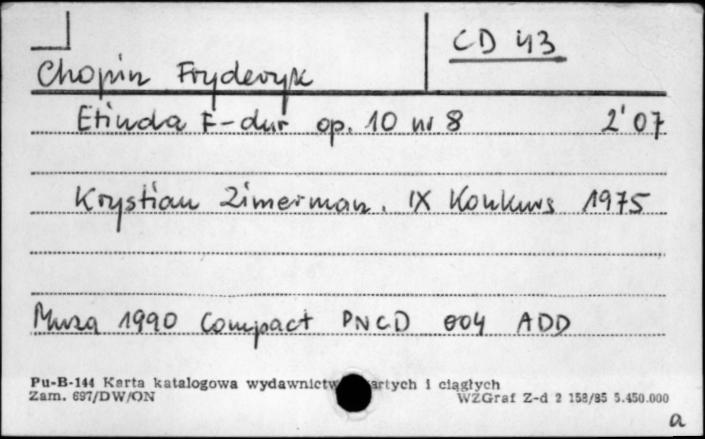 CD 43
Chopin Fryderyk
Etiuda F-dur op. 10 nr 8 2'07
Krystian Zimerman. IX Konkurs 1975
Muza 1990 Compact PNCD 004 ADD
Pu-B-144 Karta katalogowa wydawnictw artych i ciągłych
Zam. 697/DW/ON WZGraf Z-d 2 158/85 5.450.000
a